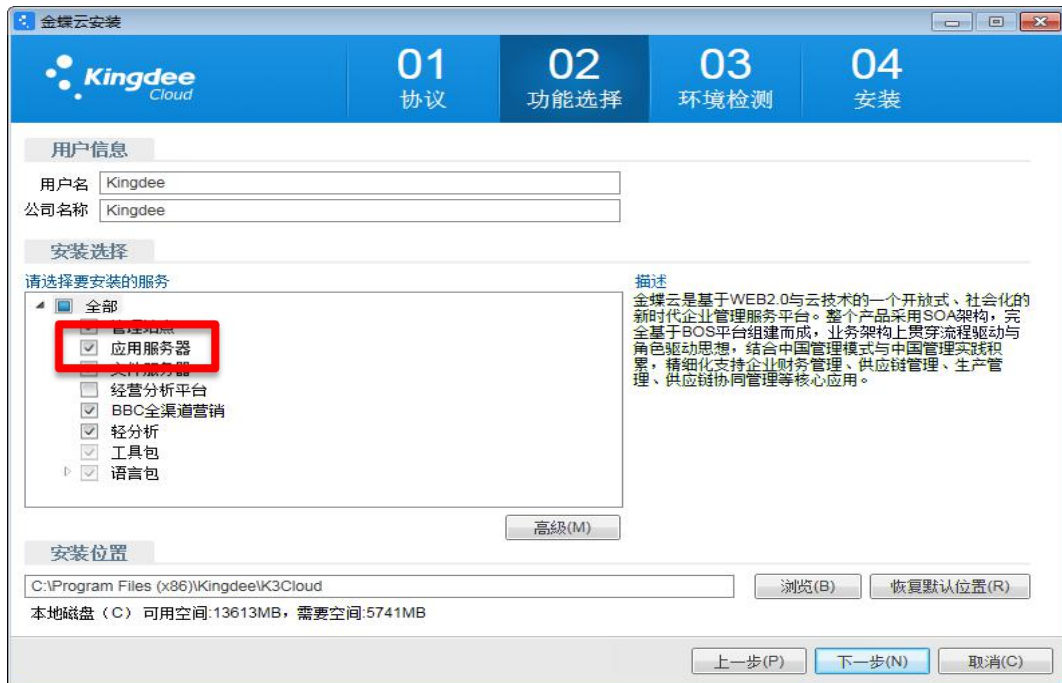 金蝶云安装
Kingdee
Cloud
01
协议
02
功能选择
03
环境检测
04
安装
用户信息
用户名
Kingdee
公司名称
Kingdee
安装选择
请选择要安装的服务
全部
管理站点
应用服务器
文件服务器
经营分析平台
BBC全渠道营销
轻分析
工具包
语言包
描述
金蝶云是基于WEB2.0与云技术的一个开放式、社会化的
新时代企业管理服务平台。整个产品采用SOA架构，完
全基于BOS平台组建而成，业务架构上贯穿流程驱动与
角色驱动思想，结合中国管理模式与中国管理实践积
累，精细化支持企业财务管理、供应链管理、生产管
理、供应链协同管理等核心应用。
高级(M)
安装位置
C:\Program Files (x86)\Kingdee\K3Cloud
浏览(B)
恢复默认位置(R)
本地磁盘（C）可用空间:13613MB，需要空间:5741MB
上一步(P)
下一步(N)
取消(C)